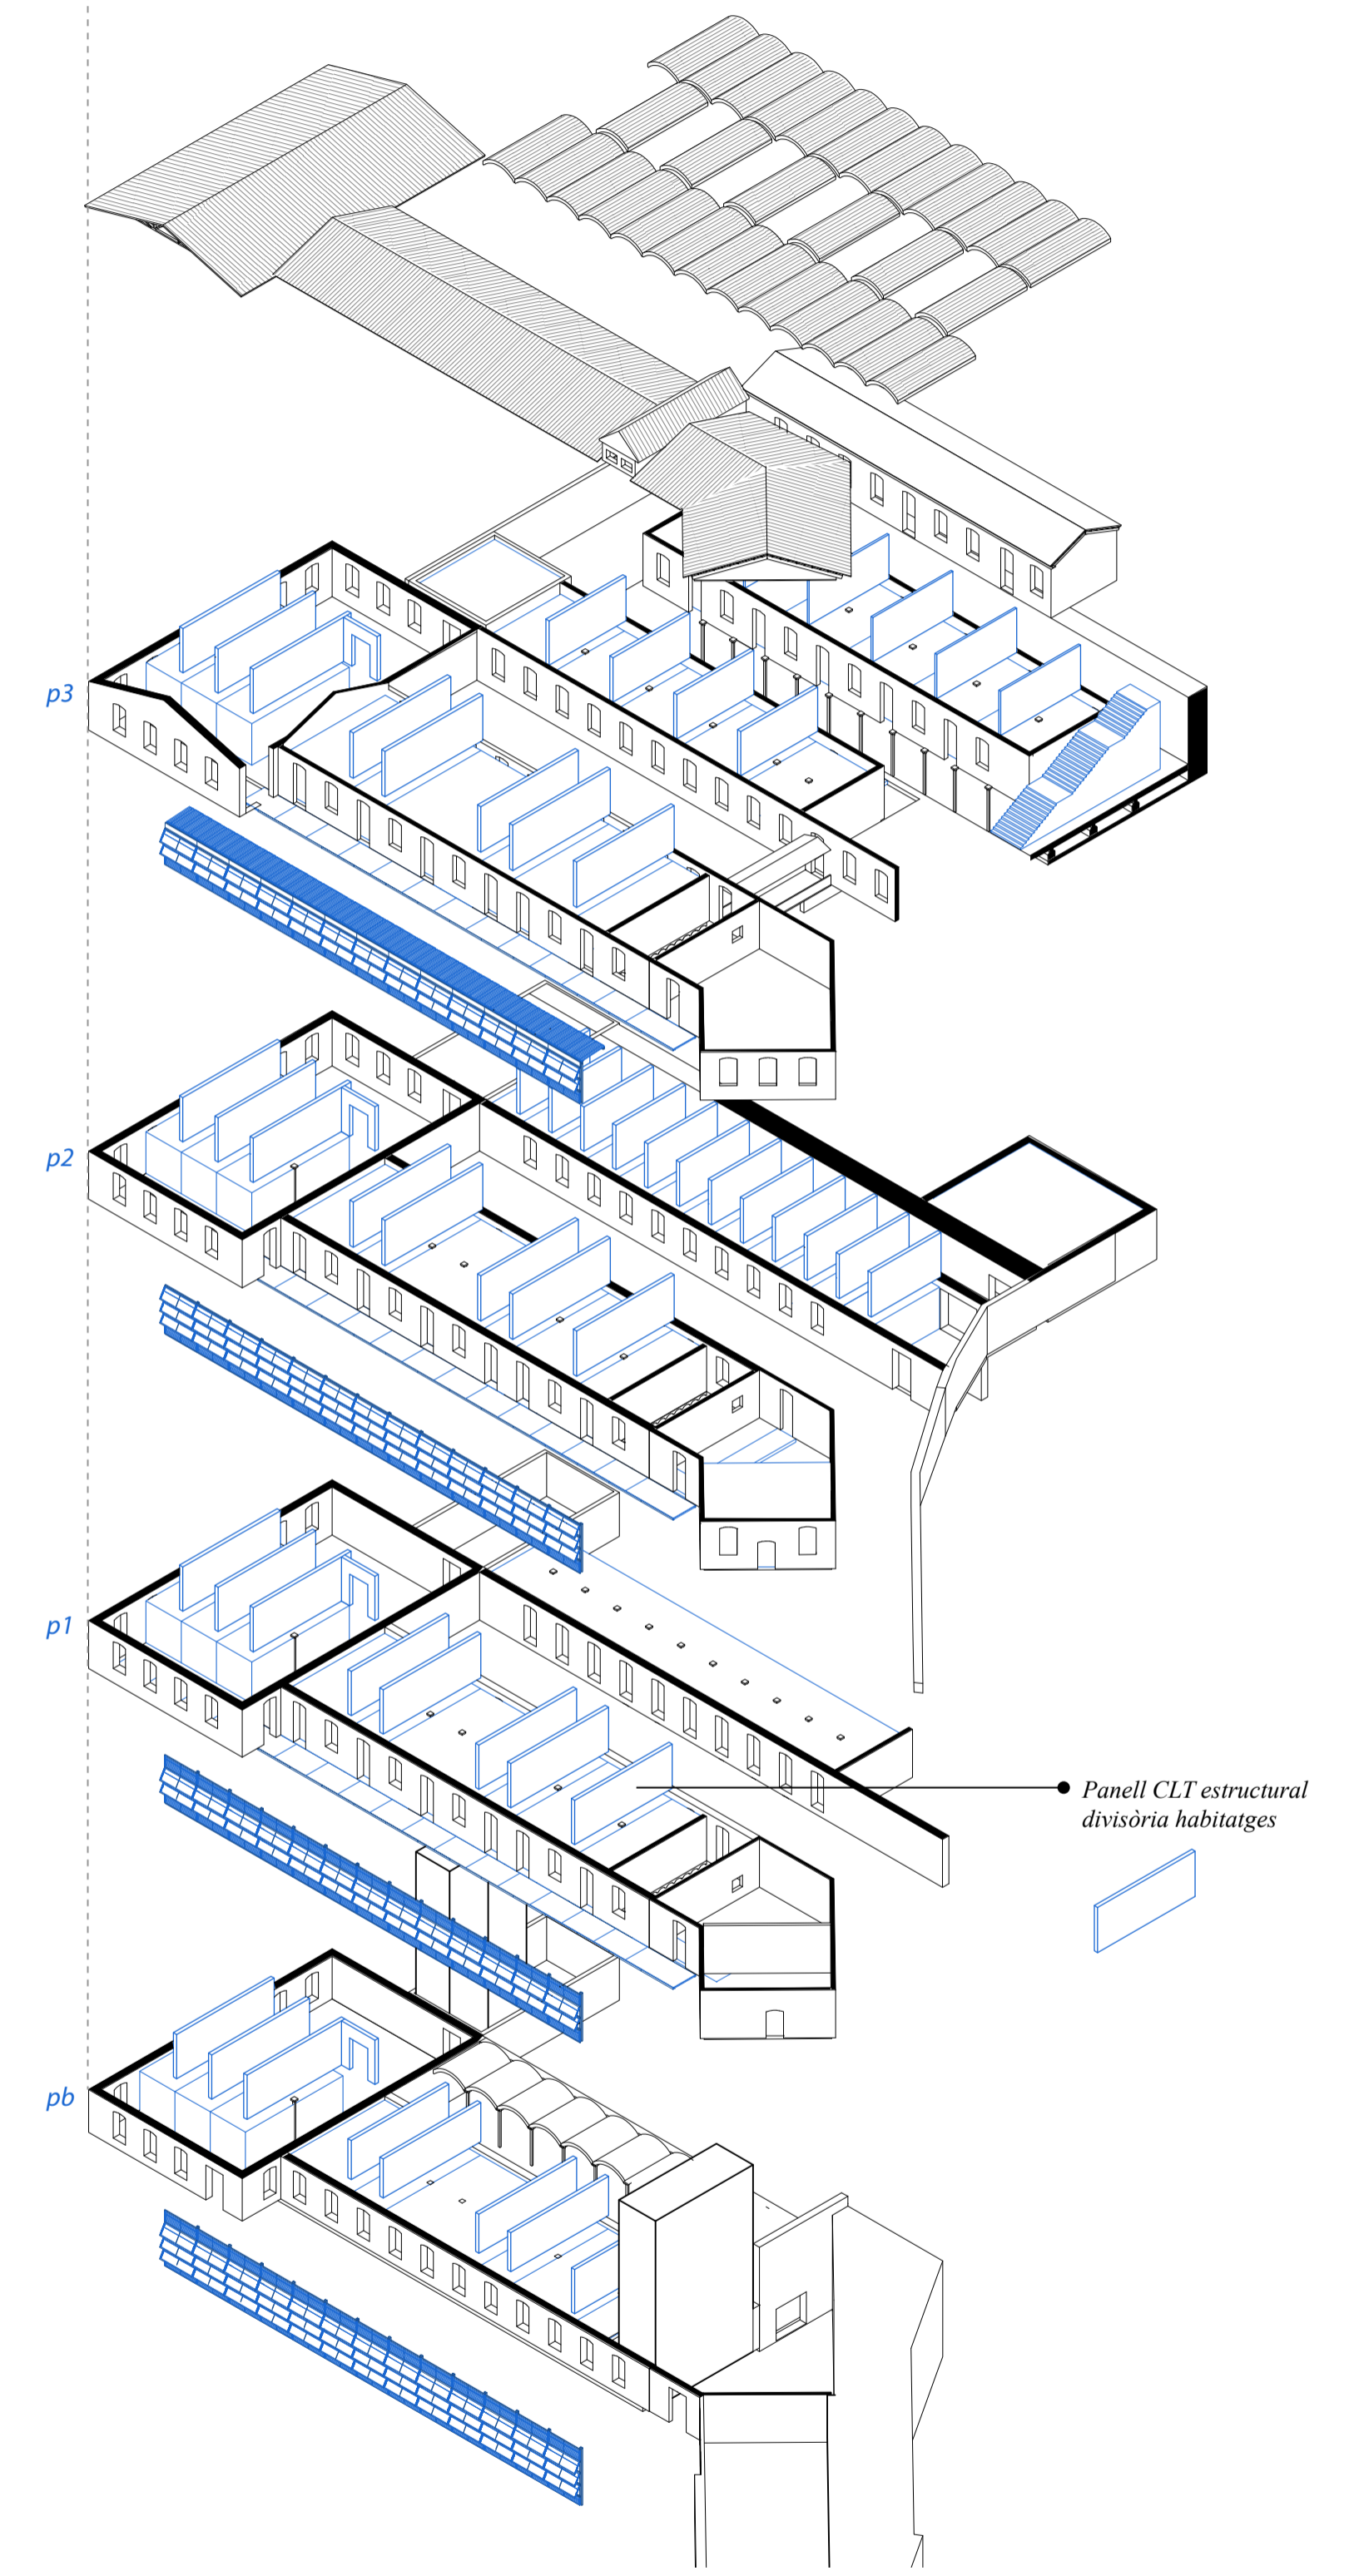 p3
p2
p1
Panell CLT estructural
divisòria habitatges
pb